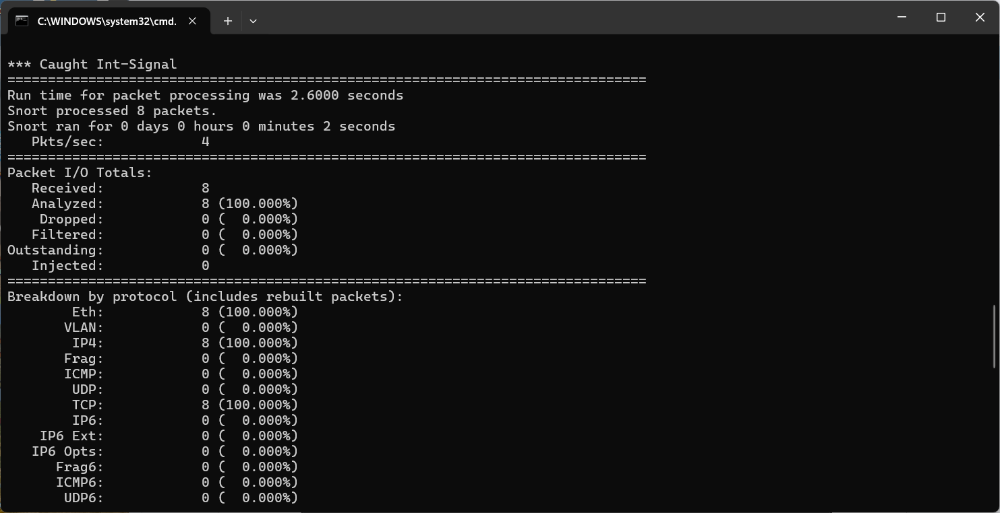 C:\WINDOWS\system32\cmd.
*** Caught Int-Signal
===============================================================================
Run time for packet processing was 2.6000 seconds
Snort processed 8 packets.
Snort ran for 0 days 0 hours 0 minutes 2 seconds
   Pkts/sec:            4
===============================================================================
Packet I/O Totals:
   Received:            8
   Analyzed:            8 (100.000%)
    Dropped:            0 (  0.000%)
   Filtered:            0 (  0.000%)
Outstanding:            0 (  0.000%)
   Injected:            0
===============================================================================
Breakdown by protocol (includes rebuilt packets):
        Eth:            8 (100.000%)
       VLAN:            0 (  0.000%)
        IP4:            8 (100.000%)
       Frag:            0 (  0.000%)
       ICMP:            0 (  0.000%)
        UDP:            0 (  0.000%)
        TCP:            8 (100.000%)
        IP6:            0 (  0.000%)
    IP6 Ext:            0 (  0.000%)
   IP6 Opts:            0 (  0.000%)
      Frag6:            0 (  0.000%)
      ICMP6:            0 (  0.000%)
       UDP6:            0 (  0.000%)